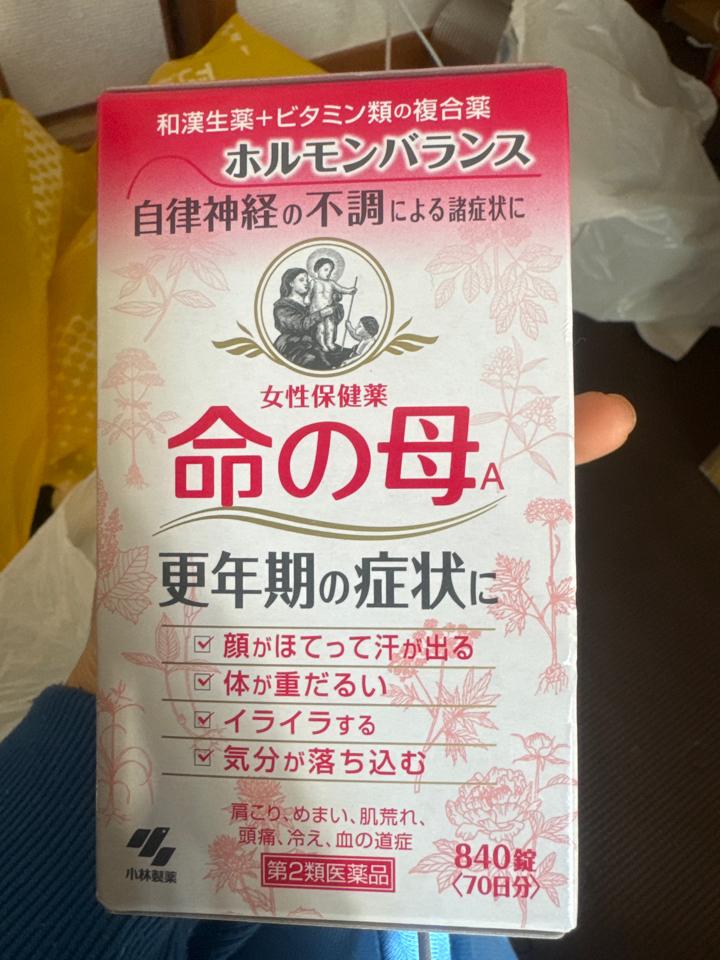 和漢生薬+ビタミン類の複合薬
ホルモンバランス
自律神経の不調による諸症状に
女性保健薬
命の母A
更年期の症状に
顔がほてって汗が出る
体が重だるい
イライラする
気分が落ち込む
肩こり、めまい、肌荒れ、
頭痛、冷え、血の道症
第2類医薬品
小林製薬
840錠
〈70日分〉